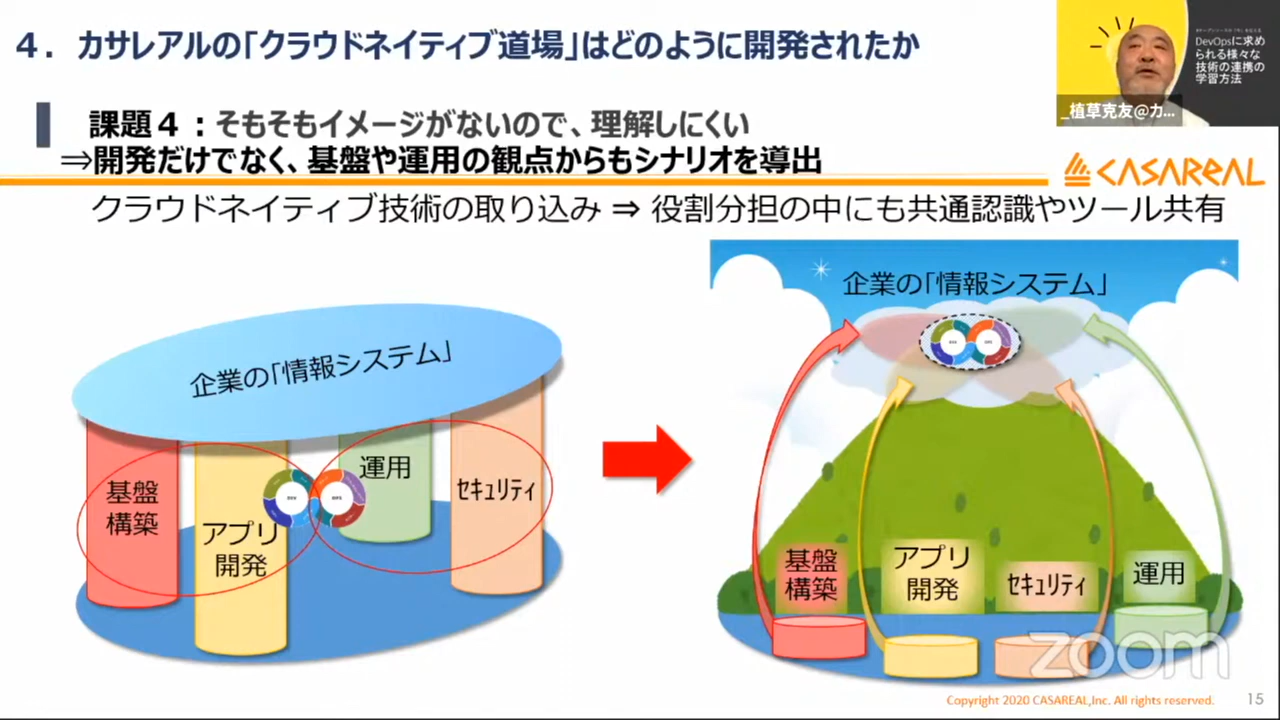 ４．カサレアルの「クラウドネイティブ道場」はどのように開発されたか
DevOpsに求め
られる様々な
技術の連携の
学習方法
_植草克友@カ...
課題４：そもそもイメージがないので、理解しにくい
⇒開発だけでなく、基盤や運用の観点からもシナリオを導出
CASAREAL
クラウドネイティブ技術の取り込み ⇒ 役割分担の中にも共通認識やツール共有
企業の「情報システム」
基盤
構築
アプリ
開発
運用
セキュリティ
企業の「情報システム」
基盤
構築
アプリ
開発
セキュリティ
運用
zoom
Copyright 2020 CASAREAL,Inc. All rights reserved.
15